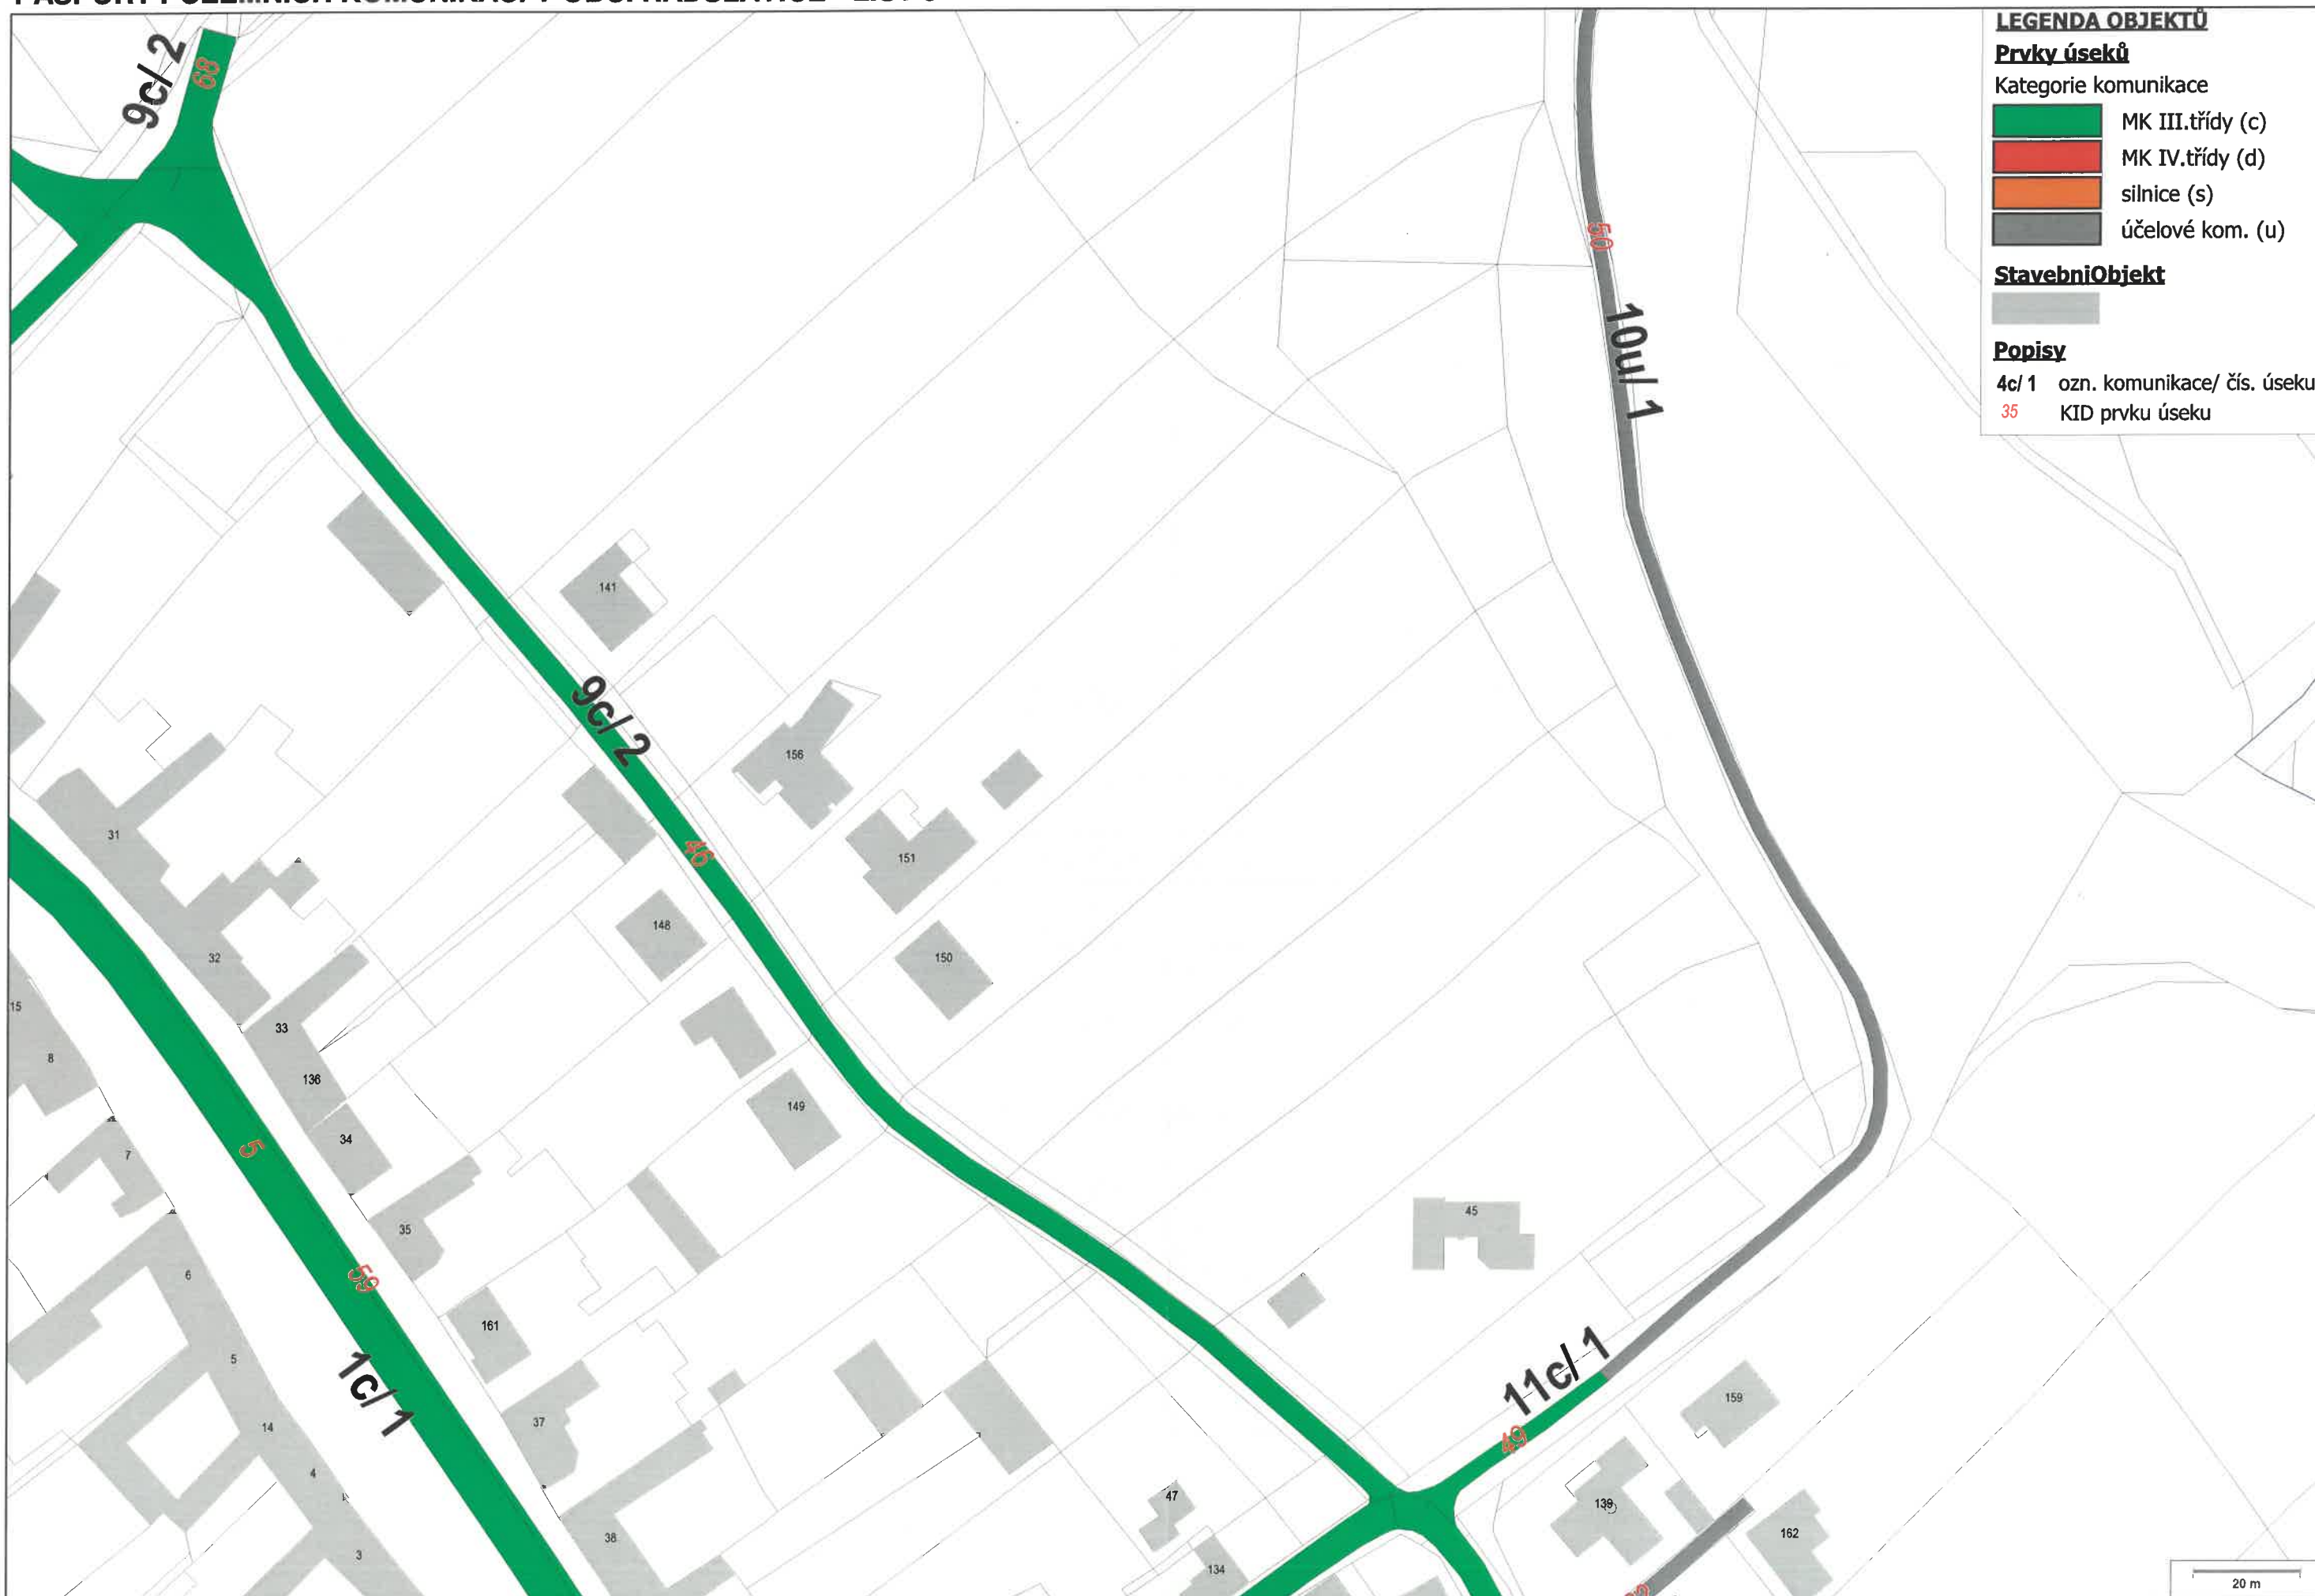 LEGENDA OBJEKTŮ
Prvky úseků
Kategorie komunikace
MK III.třídy (c)
MK IV.třídy (d)
silnice (s)
účelové kom. (u)
StavebniObjekt
Popisy
4c/ 1 ozn. komunikace/ čís. úseku
35 KID prvku úseku
9c/ 2
68
50
10u/ 1
141
9c/ 2
156
31
46
151
148
32
150
15
33
8
136
149
34
5
7
35
45
59
6
161
5
1c/ 1
11c/ 1
159
37
14
49
4
47
139
38
162
3
134
20 m